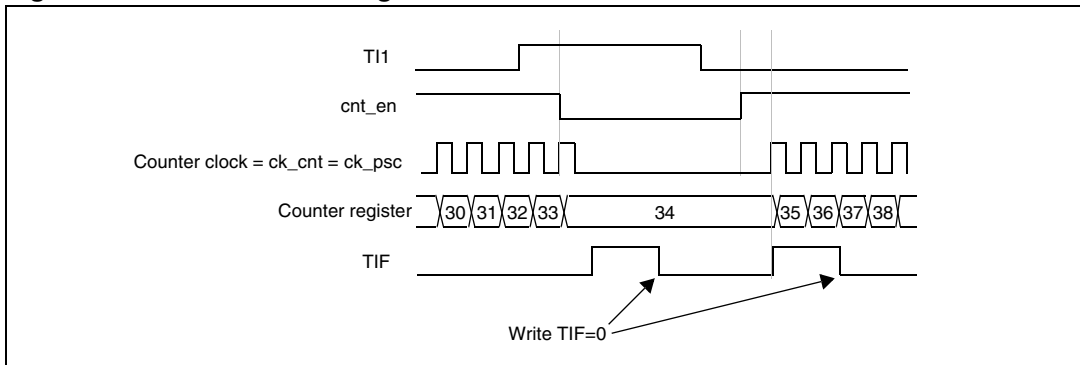 TI1
cnt_en
Counter clock = ck_cnt = ck_psc
Counter register 30 31 32 33 34 35 36 37 38
TIF
Write TIF=0